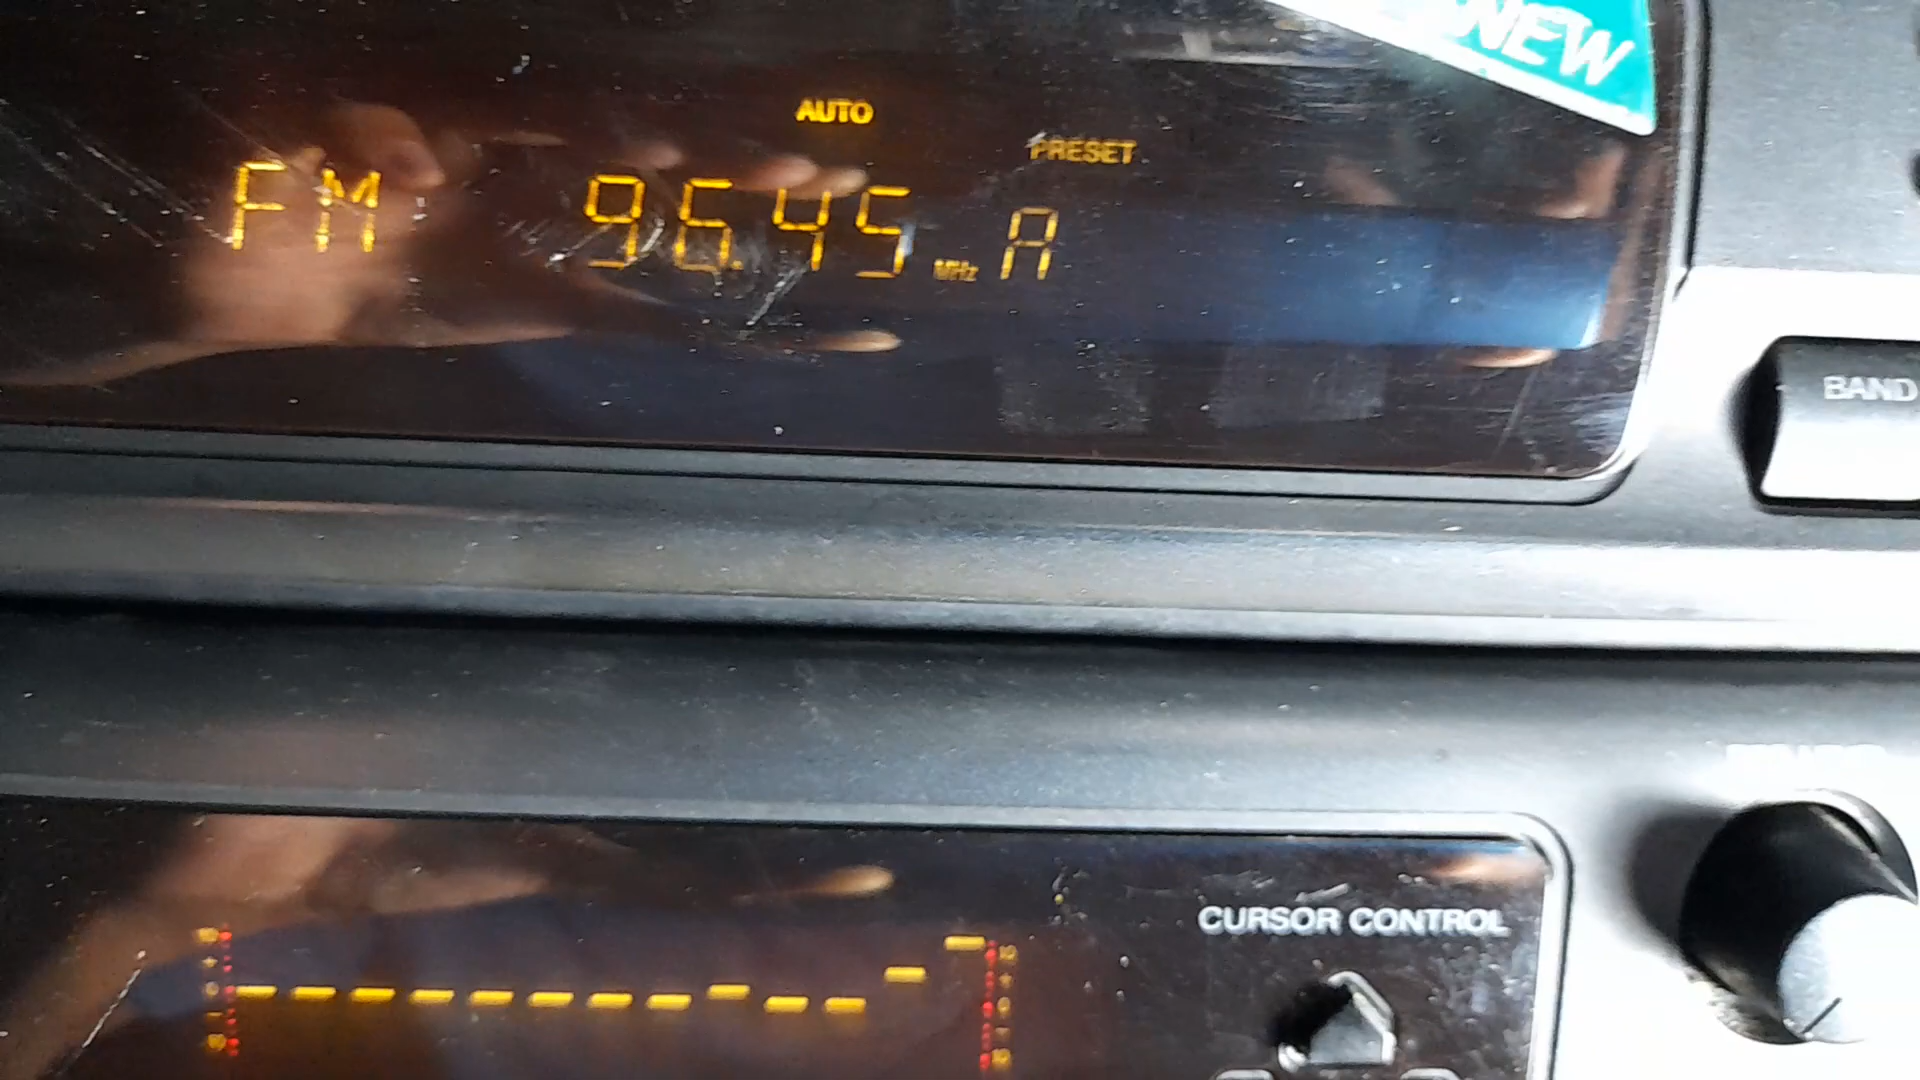 NEW
AUTO
PRESET
FM 96.45 MHz A
BAND
CURSOR CONTROL